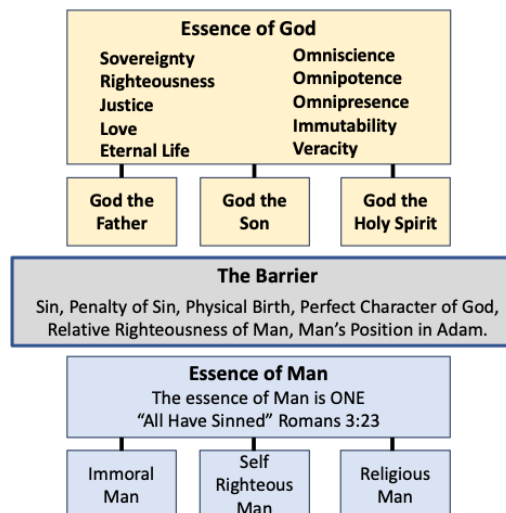 Essence of God
Sovereignty
Righteousness
Justice
Love
Eternal Life
Omniscience
Omnipotence
Omnipresence
Immutability
Veracity
God the
Father
God the
Son
God the
Holy Spirit
The Barrier
Sin, Penalty of Sin, Physical Birth, Perfect Character of God,
Relative Righteousness of Man, Man’s Position in Adam.
Essence of Man
The essence of Man is ONE
“All Have Sinned” Romans 3:23
Immoral
Man
Self
Righteous
Man
Religious
Man